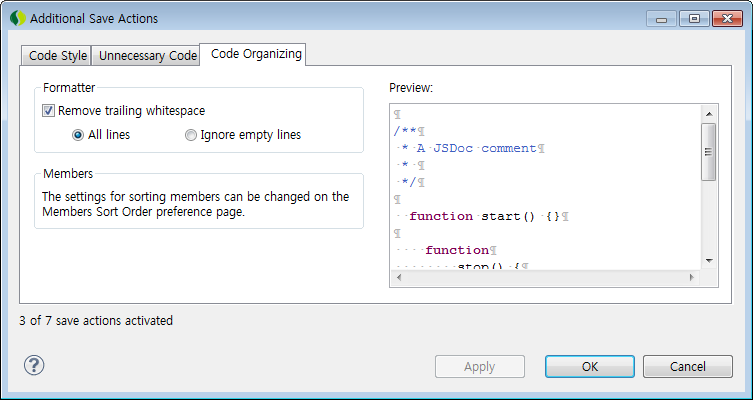 Additional Save Actions
Code Style Unnecessary Code Code Organizing
Formatter
Remove trailing whitespace
All lines Ignore empty lines
Members
The settings for sorting members can be changed on the
Members Sort Order preference page.
Preview:
¶
/**¶
 * A JSDoc comment¶
 * ¶
 */¶
¶
  function start() {}¶
¶
    function¶
        stop() {¶
3 of 7 save actions activated
Apply OK Cancel